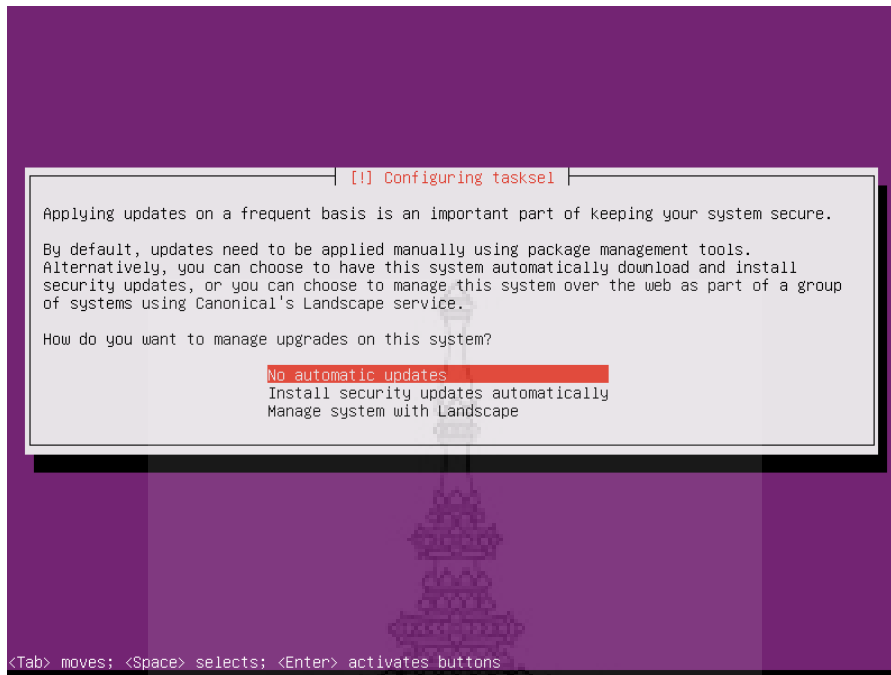 [!] Configuring tasksel
Applying updates on a frequent basis is an important part of keeping your system secure.
By default, updates need to be applied manually using package management tools.
Alternatively, you can choose to have this system automatically download and install
security updates, or you can choose to manage this system over the web as part of a group
of systems using Canonical's Landscape service.
How do you want to manage upgrades on this system?
No automatic updates
Install security updates automatically
Manage system with Landscape
<Tab> moves; <Space> selects; <Enter> activates buttons